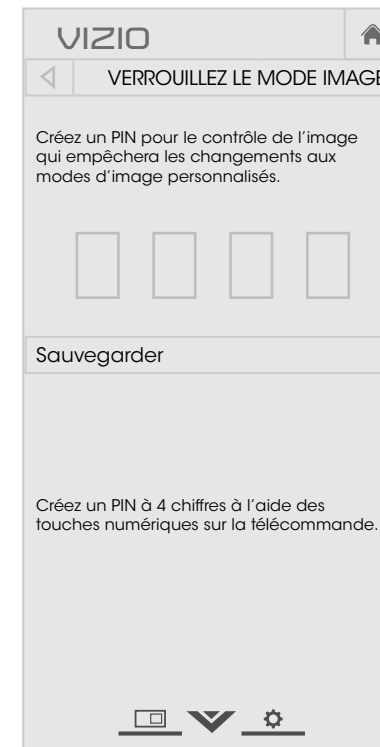 VIZIO
VERROUILLEZ LE MODE IMAGE
Créez un PIN pour le contrôle de l’image
qui empêchera les changements aux
modes d’image personnalisés.
Sauvegarder
Créez un PIN à 4 chiffres à l’aide des
touches numériques sur la télécommande.